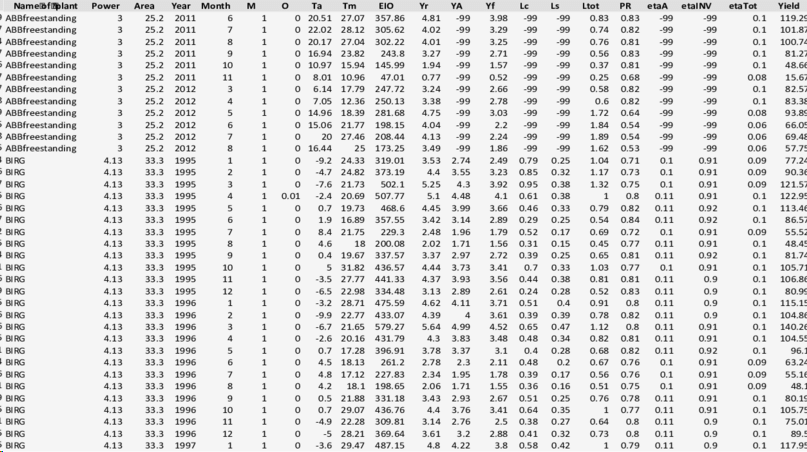 Name of plant Power Area Year Month M O Ta Tm EIO Yr YA Yf Lc Ls Ltot PR etaA etaINV etaTot Yield
ABBfreestanding 3 25.2 2011 6 1 0 20.51 27.07 357.86 4.81 -99 3.98 -99 -99 0.83 0.83 -99 -99 0.1 119.25
ABBfreestanding 3 25.2 2011 7 1 0 22.02 28.12 305.62 4.02 -99 3.29 -99 -99 0.74 0.82 -99 -99 0.1 101.87
ABBfreestanding 3 25.2 2011 8 1 0 20.17 27.04 302.22 4.01 -99 3.25 -99 -99 0.76 0.81 -99 -99 0.1 100.74
ABBfreestanding 3 25.2 2011 9 1 0 16.94 23.82 243.8 3.27 -99 2.71 -99 -99 0.56 0.83 -99 -99 0.1 81.27
ABBfreestanding 3 25.2 2011 10 1 0 10.97 15.94 145.99 1.94 -99 1.57 -99 -99 0.37 0.81 -99 -99 0.1 48.66
ABBfreestanding 3 25.2 2011 11 1 0 8.01 10.96 47.01 0.77 -99 0.52 -99 -99 0.25 0.68 -99 -99 0.08 15.67
ABBfreestanding 3 25.2 2012 3 1 0 6.14 17.79 247.72 3.24 -99 2.66 -99 -99 0.58 0.82 -99 -99 0.1 82.57
ABBfreestanding 3 25.2 2012 4 1 0 7.05 12.36 250.13 3.38 -99 2.78 -99 -99 0.6 0.82 -99 -99 0.1 83.39
ABBfreestanding 3 25.2 2012 5 1 0 14.96 18.39 281.68 4.75 -99 3.03 -99 -99 1.72 0.64 -99 -99 0.08 93.89
ABBfreestanding 3 25.2 2012 6 1 0 15.06 21.77 198.15 4.04 -99 2.2 -99 -99 1.84 0.54 -99 -99 0.06 66.05
ABBfreestanding 3 25.2 2012 7 1 0 20 27.46 208.44 4.13 -99 2.24 -99 -99 1.89 0.54 -99 -99 0.06 69.48
ABBfreestanding 3 25.2 2012 8 1 0 16.44 25 173.25 3.49 -99 1.86 -99 -99 1.62 0.53 -99 -99 0.06 57.75
BIRG 4.13 33.3 1995 1 1 0 -9.2 24.33 319.01 3.53 2.74 2.49 0.79 0.25 1.04 0.71 0.1 0.91 0.09 77.24
BIRG 4.13 33.3 1995 2 1 0 -4.7 24.82 373.19 4.4 3.55 3.23 0.85 0.32 1.17 0.73 0.1 0.91 0.09 90.36
BIRG 4.13 33.3 1995 3 1 0 -7.6 21.73 502.1 5.25 4.3 3.92 0.95 0.38 1.32 0.75 0.1 0.91 0.09 121.57
BIRG 4.13 33.3 1995 4 1 0.01 -2.4 20.69 507.77 5.1 4.48 4.1 0.61 0.38 1 0.8 0.11 0.92 0.1 122.95
BIRG 4.13 33.3 1995 5 1 0 0.7 19.73 468.6 4.45 3.99 3.66 0.46 0.33 0.79 0.82 0.11 0.92 0.1 113.46
BIRG 4.13 33.3 1995 6 1 0 1.9 16.89 357.55 3.42 3.14 2.89 0.29 0.25 0.54 0.84 0.11 0.92 0.1 86.57
BIRG 4.13 33.3 1995 7 1 0 8.4 21.75 229.3 2.48 1.96 1.79 0.52 0.17 0.69 0.72 0.1 0.91 0.09 55.52
BIRG 4.13 33.3 1995 8 1 0 4.6 18 200.08 2.02 1.71 1.56 0.31 0.15 0.45 0.77 0.11 0.91 0.1 48.45
BIRG 4.13 33.3 1995 9 1 0 0.4 19.67 337.57 3.37 2.97 2.72 0.39 0.25 0.65 0.81 0.11 0.92 0.1 81.74
BIRG 4.13 33.3 1995 10 1 0 5 31.82 436.57 4.44 3.73 3.41 0.7 0.33 1.03 0.77 0.1 0.91 0.1 105.71
BIRG 4.13 33.3 1995 11 1 0 -3.5 27.77 441.33 4.37 3.93 3.56 0.44 0.38 0.81 0.81 0.11 0.9 0.1 106.86
BIRG 4.13 33.3 1995 12 1 0 -6.5 22.98 334.48 3.13 2.89 2.61 0.24 0.28 0.52 0.83 0.11 0.9 0.1 80.99
BIRG 4.13 33.3 1996 1 1 0 -3.2 28.71 475.59 4.62 4.11 3.71 0.51 0.4 0.91 0.8 0.11 0.9 0.1 115.15
BIRG 4.13 33.3 1996 2 1 0 -9.9 22.77 433.07 4.39 4 3.61 0.39 0.39 0.78 0.82 0.11 0.9 0.1 104.86
BIRG 4.13 33.3 1996 3 1 0 -6.7 21.65 579.27 5.64 4.99 4.52 0.65 0.47 1.12 0.8 0.11 0.91 0.1 140.26
BIRG 4.13 33.3 1996 4 1 0 -2.6 20.16 431.79 4.3 3.83 3.48 0.48 0.34 0.82 0.81 0.11 0.91 0.1 104.55
BIRG 4.13 33.3 1996 5 1 0 0.7 17.28 396.91 3.78 3.37 3.1 0.4 0.28 0.68 0.82 0.11 0.92 0.1 96.1
BIRG 4.13 33.3 1996 6 1 0 4.5 18.13 261.2 2.78 2.3 2.11 0.48 0.2 0.67 0.76 0.1 0.91 0.09 63.24
BIRG 4.13 33.3 1996 7 1 0 4.8 17.12 227.83 2.34 1.95 1.78 0.39 0.17 0.56 0.76 0.1 0.91 0.09 55.16
BIRG 4.13 33.3 1996 8 1 0 4.2 18.1 198.65 2.06 1.71 1.55 0.36 0.16 0.51 0.75 0.1 0.91 0.09 48.1
BIRG 4.13 33.3 1996 9 1 0 0.5 21.88 331.18 3.43 2.93 2.67 0.51 0.25 0.76 0.78 0.11 0.91 0.1 80.19
BIRG 4.13 33.3 1996 10 1 0 0.7 29.07 436.76 4.4 3.76 3.41 0.64 0.35 1 0.77 0.11 0.91 0.1 105.75
BIRG 4.13 33.3 1996 11 1 0 -4.9 22.28 309.81 3.14 2.76 2.5 0.38 0.27 0.64 0.8 0.11 0.9 0.1 75.01
BIRG 4.13 33.3 1996 12 1 0 -5 28.21 369.64 3.61 3.2 2.88 0.41 0.32 0.73 0.8 0.11 0.9 0.1 89.5
BIRG 4.13 33.3 1997 1 1 0 -3.6 29.47 487.15 4.8 4.22 3.8 0.58 0.42 1 0.79 0.11 0.9 0.1 117.95